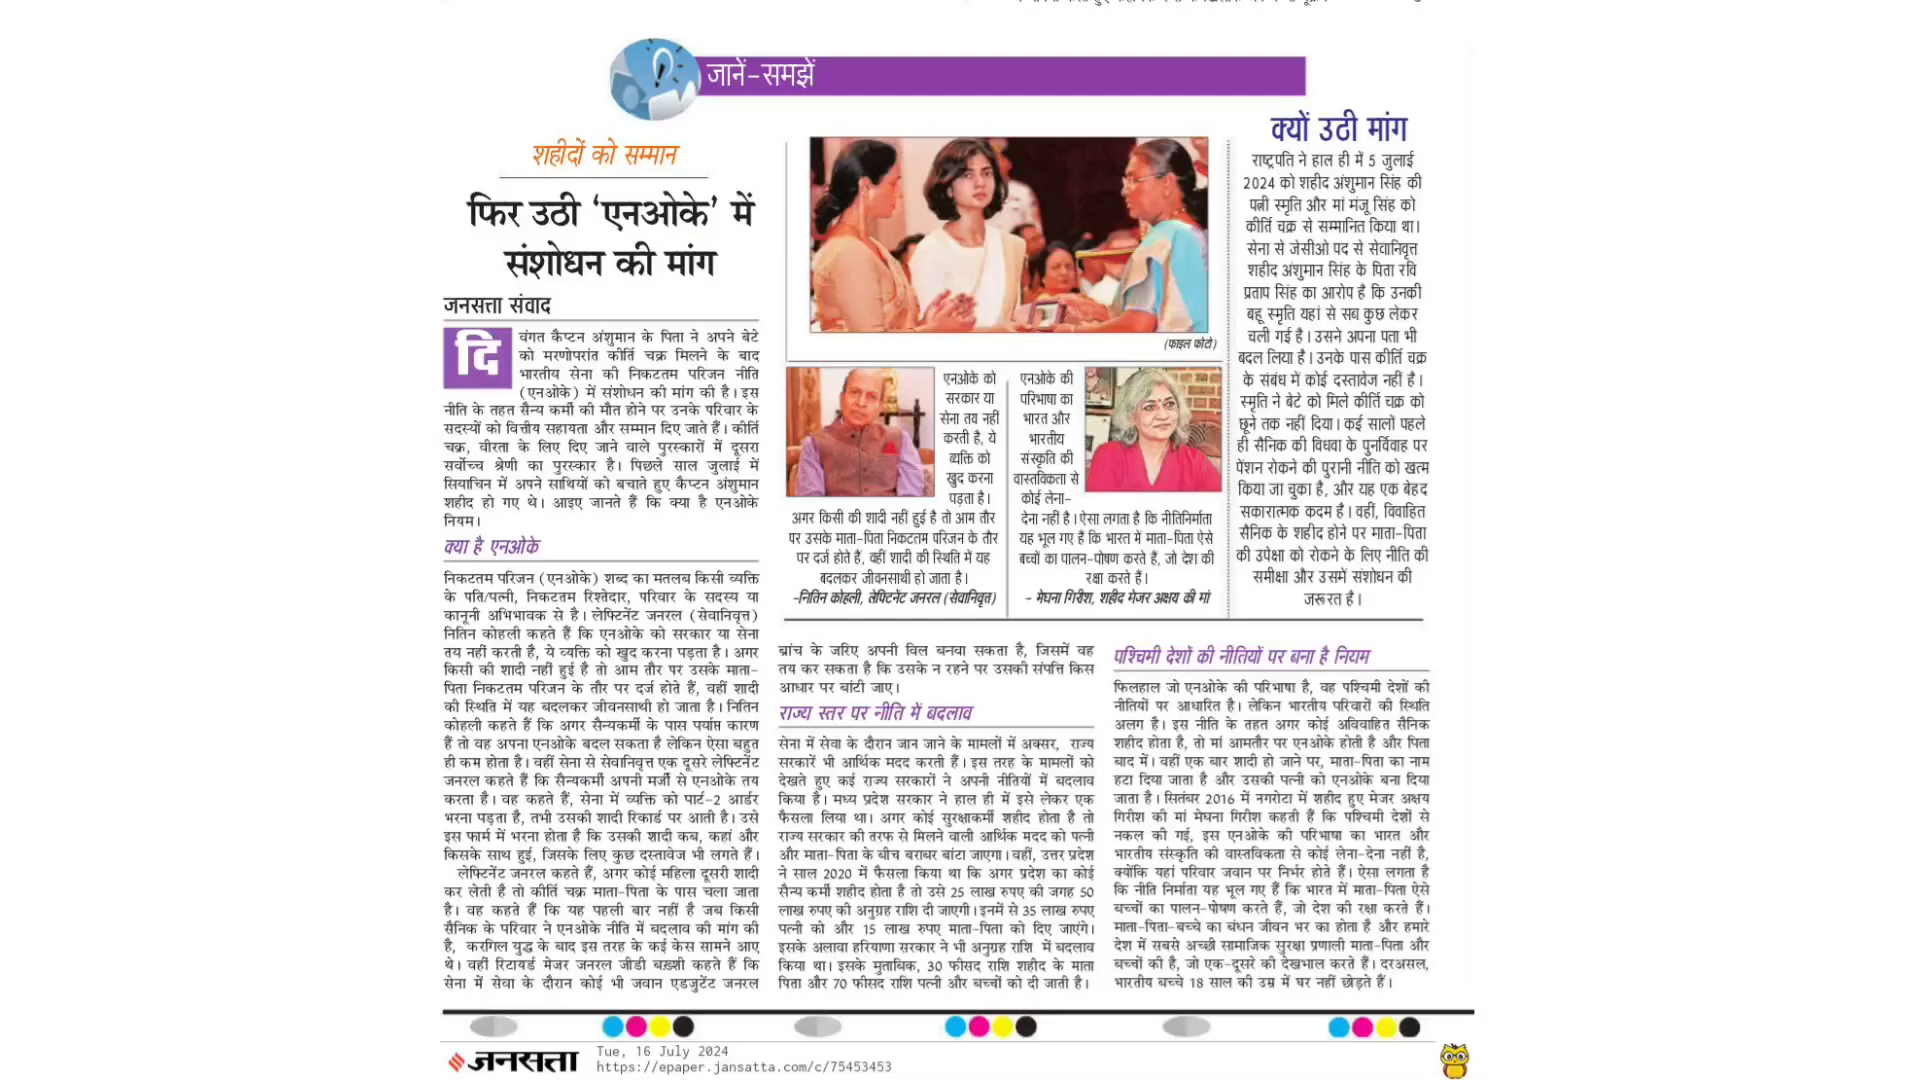 जानें-समझें
शहीदों को सम्मान
फिर उठी 'एनओके' में
संशोधन की मांग
जनसत्ता संवाद
दिवंगत कैप्टन अंशुमान के पिता ने अपने बेटे
को मरणोपरांत कीर्ति चक्र मिलने के बाद
भारतीय सेना की निकटतम परिजन नीति
(एनओके) में संशोधन की मांग की है। इस
नीति के तहत सैन्य कर्मी की मौत होने पर उनके परिवार के
सदस्यों को वित्तीय सहायता और सम्मान दिए जाते हैं। कीर्ति
चक्र, वीरता के लिए दिए जाने वाले पुरस्कारों में दूसरा
सर्वोच्च श्रेणी का पुरस्कार है। पिछले साल जुलाई में
सियाचिन में अपने साथियों को बचाते हुए कैप्टन अंशुमान
शहीद हो गए थे। आइए जानते हैं कि क्या है एनओके
नियम।
क्या है एनओके
निकटतम परिजन (एनओके) शब्द का मतलब किसी व्यक्ति
के पति/पत्नी, निकटतम रिश्तेदार, परिवार के सदस्य या
कानूनी अभिभावक से है। लेफ्टिनेंट जनरल (सेवानिवृत्त)
नितिन कोहली कहते हैं कि एनओके को सरकार या सेना
तय नहीं करती है, ये व्यक्ति को खुद करना पड़ता है। अगर
किसी की शादी नहीं हुई है तो आम तौर पर उसके माता-
पिता निकटतम परिजन के तौर पर दर्ज होते हैं, वहीं शादी
की स्थिति में यह बदलकर जीवनसाथी हो जाता है। नितिन
कोहली कहते हैं कि अगर सैन्यकर्मी के पास पर्याप्त कारण
हैं तो वह अपना एनओके बदल सकता है लेकिन ऐसा बहुत
ही कम होता है। वहीं सेना से सेवानिवृत्त एक दूसरे लेफ्टिनेंट
जनरल कहते हैं कि सैन्यकर्मी अपनी मर्जी से एनओके तय
करता है। वह कहते हैं, सेना में व्यक्ति को पार्ट-2 आर्डर
भरना पड़ता है, तभी उसकी शादी रिकार्ड पर आती है। उसे
इस फार्म में भरना होता है कि उसकी शादी कब, कहां और
किसके साथ हुई, जिसके लिए कुछ दस्तावेज भी लगते हैं।
लेफ्टिनेंट जनरल कहते हैं, अगर कोई महिला दूसरी शादी
कर लेती है तो कीर्ति चक्र माता-पिता के पास चला जाता
है। वह कहते हैं कि यह पहली बार नहीं है जब किसी
सैनिक के परिवार ने एनओके नीति में बदलाव की मांग की
है, करगिल युद्ध के बाद इस तरह के कई केस सामने आए
थे। वहीं रिटायर्ड मेजर जनरल जीडी बख़्शी कहते हैं कि
सेना में सेवा के दौरान कोई भी जवान एडजुटेंट जनरल
(फाइल फोटो)
एनओके को
सरकार या
सेना तय नहीं
करती है, ये
व्यक्ति को
खुद करना
पड़ता है।
अगर किसी की शादी नहीं हुई है तो आम तौर
पर उसके माता-पिता निकटतम परिजन के तौर
पर दर्ज होते हैं, वहीं शादी की स्थिति में यह
बदलकर जीवनसाथी हो जाता है।
-नितिन कोहली, लेफ्टिनेंट जनरल (सेवानिवृत)
एनओके की
परिभाषा का
भारत और
भारतीय
संस्कृति की
वास्तविकता से
कोई लेना-
देना नहीं है। ऐसा लगता है कि नीतिनिर्माता
यह भूल गए हैं कि भारत में माता-पिता ऐसे
बच्चों का पालन-पोषण करते हैं, जो देश की
रक्षा करते हैं।
- मेघना गिरीश, शहीद मेजर अक्षय की मां
क्यों उठी मांग
राष्ट्रपति ने हाल ही में 5 जुलाई
2024 को शहीद अंशुमान सिंह की
पत्नी स्मृति और मां मंजू सिंह को
कीर्ति चक्र से सम्मानित किया था।
सेना से जेसीओ पद से सेवानिवृत्त
शहीद अंशुमान सिंह के पिता रवि
प्रताप सिंह का आरोप है कि उनकी
बहू स्मृति यहां से सब कुछ लेकर
चली गई है। उसने अपना पता भी
बदल लिया है। उनके पास कीर्ति चक्र
के संबंध में कोई दस्तावेज नहीं है।
स्मृति ने बेटे को मिले कीर्ति चक्र को
छूने तक नहीं दिया। कई सालों पहले
ही सैनिक की विधवा के पुनर्विवाह पर
पेंशन रोकने की पुरानी नीति को खत्म
किया जा चुका है, और यह एक बेहद
सकारात्मक कदम है। वहीं, विवाहित
सैनिक के शहीद होने पर माता-पिता
की उपेक्षा को रोकने के लिए नीति की
समीक्षा और उसमें संशोधन की
जरूरत है।
ब्रांच के जरिए अपनी विल बनवा सकता है, जिसमें वह
तय कर सकता है कि उसके न रहने पर उसकी संपत्ति किस
आधार पर बांटी जाए।
राज्य स्तर पर नीति में बदलाव
सेना में सेवा के दौरान जान जाने के मामलों में अक्सर, राज्य
सरकारें भी आर्थिक मदद करती हैं। इस तरह के मामलों को
देखते हुए कई राज्य सरकारों ने अपनी नीतियों में बदलाव
किया है। मध्य प्रदेश सरकार ने हाल ही में इसे लेकर एक
फैसला लिया था। अगर कोई सुरक्षाकर्मी शहीद होता है तो
राज्य सरकार की तरफ से मिलने वाली आर्थिक मदद को पत्नी
और माता-पिता के बीच बराबर बांटा जाएगा। वहीं, उत्तर प्रदेश
ने साल 2020 में फैसला किया था कि अगर प्रदेश का कोई
सैन्य कर्मी शहीद होता है तो उसे 25 लाख रुपए की जगह 50
लाख रुपए की अनुग्रह राशि दी जाएगी। इनमें से 35 लाख रुपए
पत्नी को और 15 लाख रुपए माता-पिता को दिए जाएंगे।
इसके अलावा हरियाणा सरकार ने भी अनुग्रह राशि में बदलाव
किया था। इसके मुताबिक, 30 फीसद राशि शहीद के माता
पिता और 70 फीसद राशि पत्नी और बच्चों को दी जाती है।
पश्चिमी देशों की नीतियों पर बना है नियम
फिलहाल जो एनओके की परिभाषा है, वह पश्चिमी देशों की
नीतियों पर आधारित है। लेकिन भारतीय परिवारों की स्थिति
अलग है। इस नीति के तहत अगर कोई अविवाहित सैनिक
शहीद होता है, तो मां आमतौर पर एनओके होती है और पिता
बाद में। वहीं एक बार शादी हो जाने पर, माता-पिता का नाम
हटा दिया जाता है और उसकी पत्नी को एनओके बना दिया
जाता है। सितंबर 2016 में नगरोटा में शहीद हुए मेजर अक्षय
गिरीश की मां मेघना गिरीश कहती हैं कि पश्चिमी देशों से
नकल की गई, इस एनओके की परिभाषा का भारत और
भारतीय संस्कृति की वास्तविकता से कोई लेना-देना नहीं है,
क्योंकि यहां परिवार जवान पर निर्भर होते हैं। ऐसा लगता है
कि नीति निर्माता यह भूल गए हैं कि भारत में माता-पिता ऐसे
बच्चों का पालन-पोषण करते हैं, जो देश की रक्षा करते हैं।
माता-पिता-बच्चे का बंधन जीवन भर का होता है और हमारे
देश में सबसे अच्छी सामाजिक सुरक्षा प्रणाली माता-पिता और
बच्चों की है, जो एक-दूसरे की देखभाल करते हैं। दरअसल,
भारतीय बच्चे 18 साल की उम्र में घर नहीं छोड़ते हैं।
जनसत्ता
Tue, 16 July 2024
https://epaper.jansatta.com/c/75453453